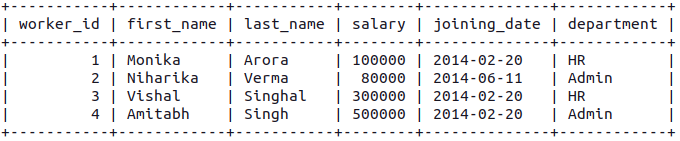 +-----------+------------+-----------+--------+--------------+------------+
| worker_id | first_name | last_name | salary | joining_date | department |
+-----------+------------+-----------+--------+--------------+------------+
|         1 | Monika     | Arora     | 100000 | 2014-02-20   | HR         |
|         2 | Niharika   | Verma     |  80000 | 2014-06-11   | Admin      |
|         3 | Vishal     | Singhal   | 300000 | 2014-02-20   | HR         |
|         4 | Amitabh    | Singh     | 500000 | 2014-02-20   | Admin      |
+-----------+------------+-----------+--------+--------------+------------+